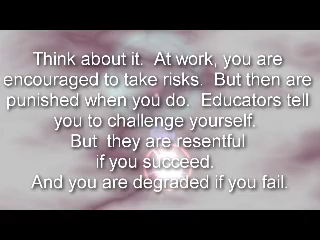 Think about it.  At work, you are
encouraged to take risks.  But then are
punished when you do.  Educators tell
you to challenge yourself.
But  they are resentful
if you succeed.
And you are degraded if you fail.